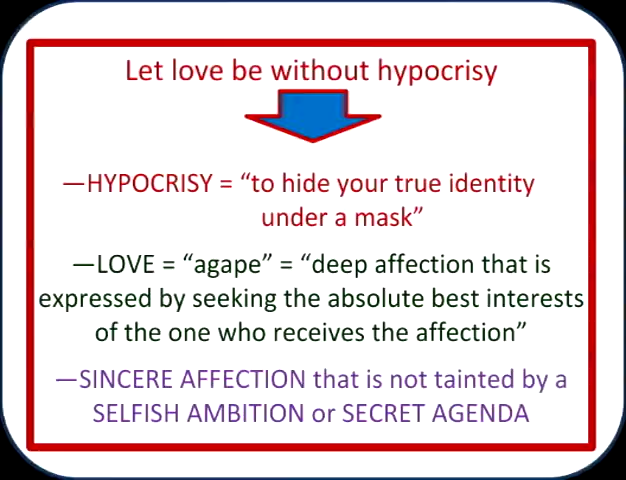 Let love be without hypocrisy
—HYPOCRISY = “to hide your true identity
under a mask”
—LOVE = “agape” = “deep affection that is
expressed by seeking the absolute best interests
of the one who receives the affection”
—SINCERE AFFECTION that is not tainted by a
SELFISH AMBITION or SECRET AGENDA